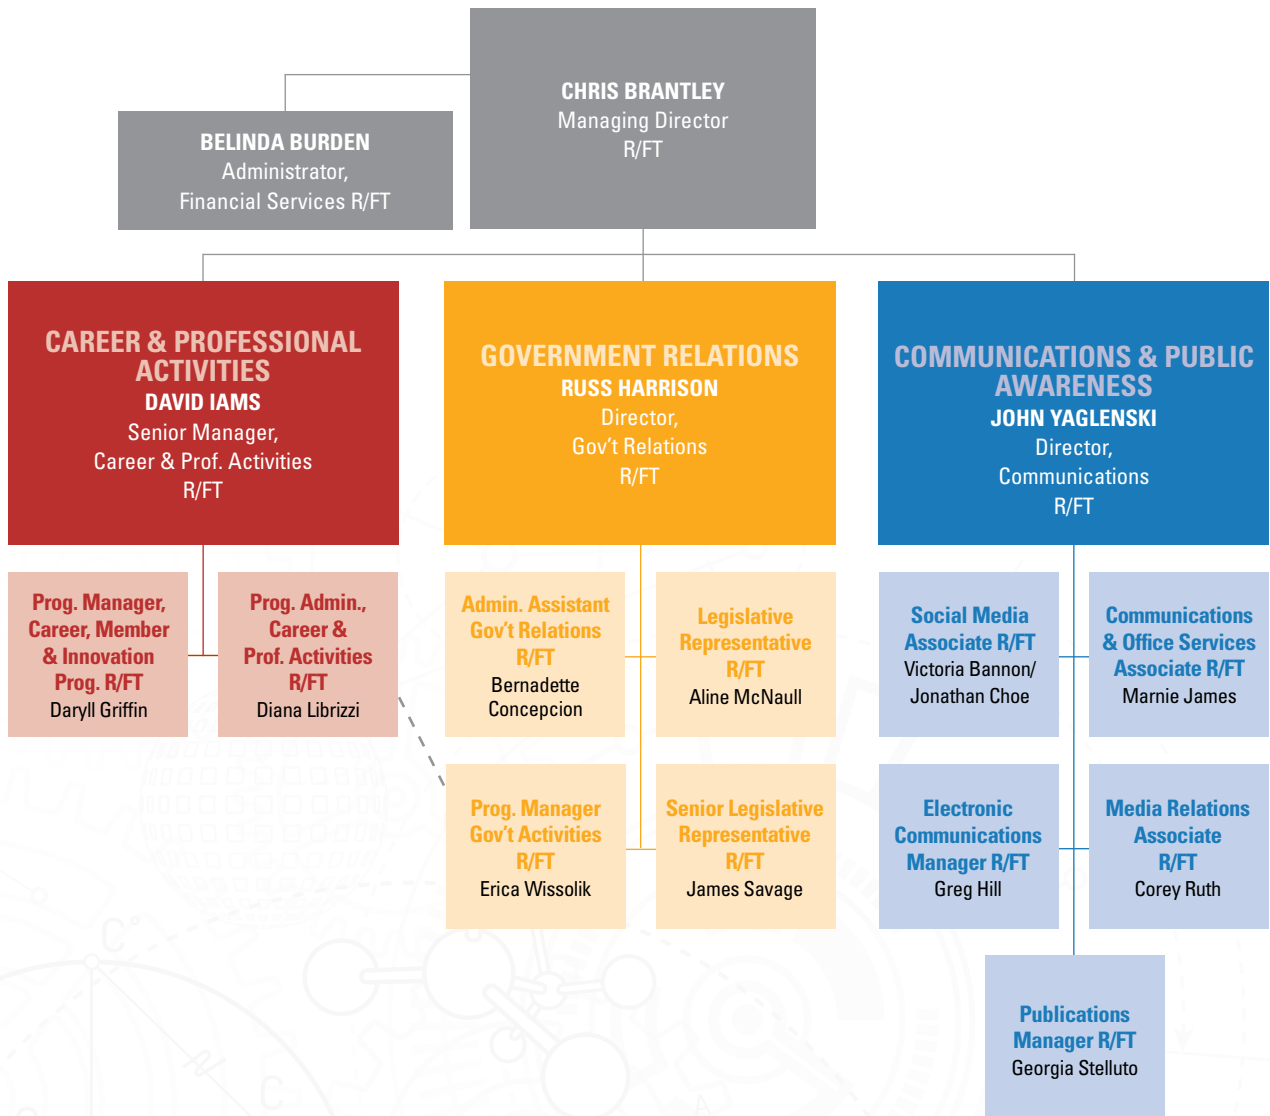 CHRIS BRANTLEY
Managing Director
R/FT
BELINDA BURDEN
Administrator,
Financial Services R/FT
CAREER & PROFESSIONAL
ACTIVITIES
DAVID IAMS
Senior Manager,
Career & Prof. Activities
R/FT
GOVERNMENT RELATIONS
RUSS HARRISON
Director,
Gov't Relations
R/FT
COMMUNICATIONS & PUBLIC
AWARENESS
JOHN YAGLENSKI
Director,
Communications
R/FT
Prog. Manager,
Career, Member
& Innovation
Prog. R/FT
Daryll Griffin
Prog. Admin.,
Career &
Prof. Activities
R/FT
Diana Librizzi
Admin. Assistant
Gov't Relations
R/FT
Bernadette
Concepcion
Legislative
Representative
R/FT
Aline McNaull
Social Media
Associate R/FT
Victoria Bannon/
Jonathan Choe
Communications
& Office Services
Associate R/FT
Marnie James
Prog. Manager
Gov't Activities
R/FT
Erica Wissolik
Senior Legislative
Representative
R/FT
James Savage
Electronic
Communications
Manager R/FT
Greg Hill
Media Relations
Associate
R/FT
Corey Ruth
Publications
Manager R/FT
Georgia Stelluto
C°
C
A